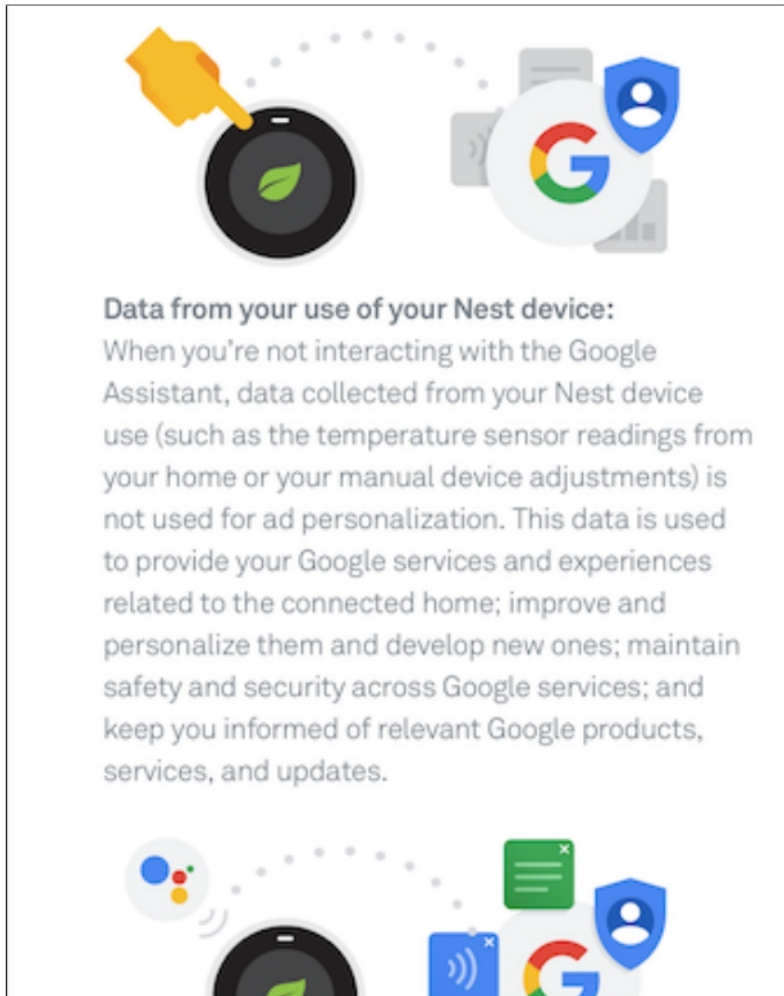 Data from your use of your Nest device:
When you're not interacting with the Google
Assistant, data collected from your Nest device
use (such as the temperature sensor readings from
your home or your manual device adjustments) is
not used for ad personalization. This data is used
to provide your Google services and experiences
related to the connected home; improve and
personalize them and develop new ones; maintain
safety and security across Google services; and
keep you informed of relevant Google products,
services, and updates.